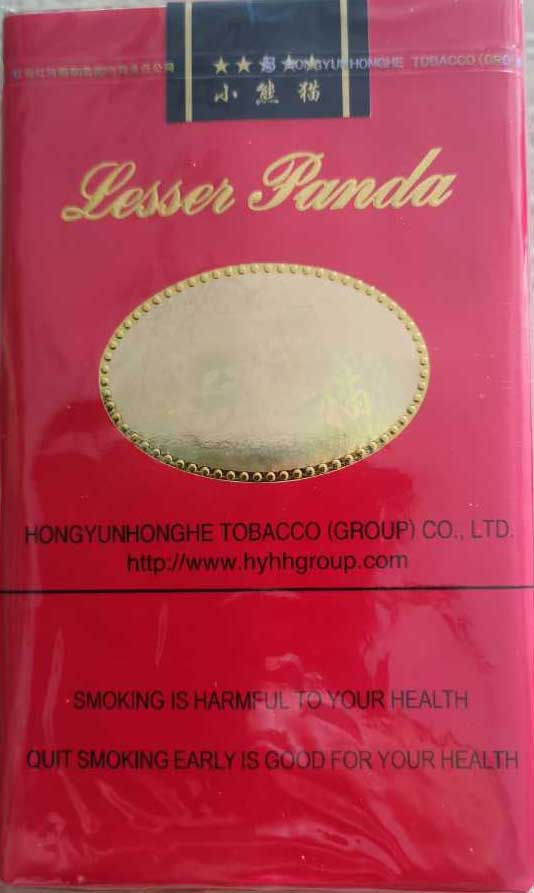 HONGYUNHONGHE TOBACCO (GRO
小熊猫
Lesser Panda
HONGYUNHONGHE TOBACCO (GROUP) CO., LTD.
http://www.hyhhgroup.com
SMOKING IS HARMFUL TO YOUR HEALTH
QUIT SMOKING EARLY IS GOOD FOR YOUR HEALTH